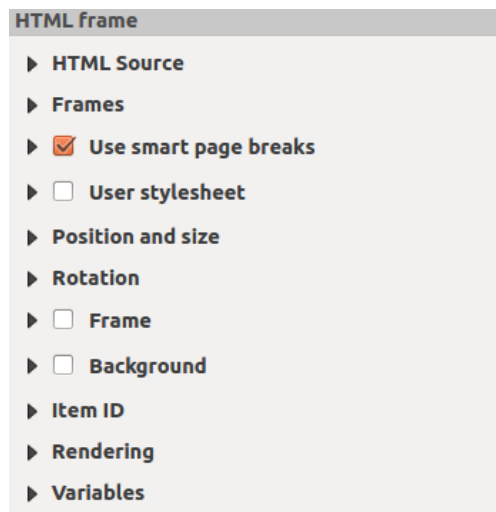 HTML frame
HTML Source
Frames
Use smart page breaks
User stylesheet
Position and size
Rotation
Frame
Background
Item ID
Rendering
Variables